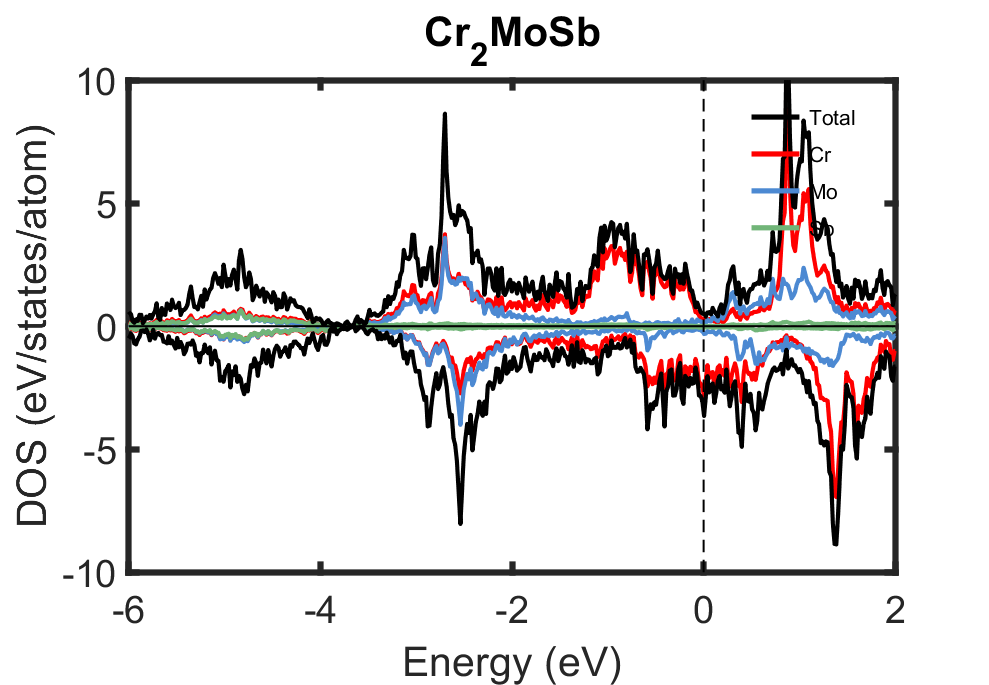 Cr2MoSb
DOS (eV/states/atom)
10
5
0
-5
-10
Total
Cr
Mo
Sb
-6
-4
-2
0
2
Energy (eV)